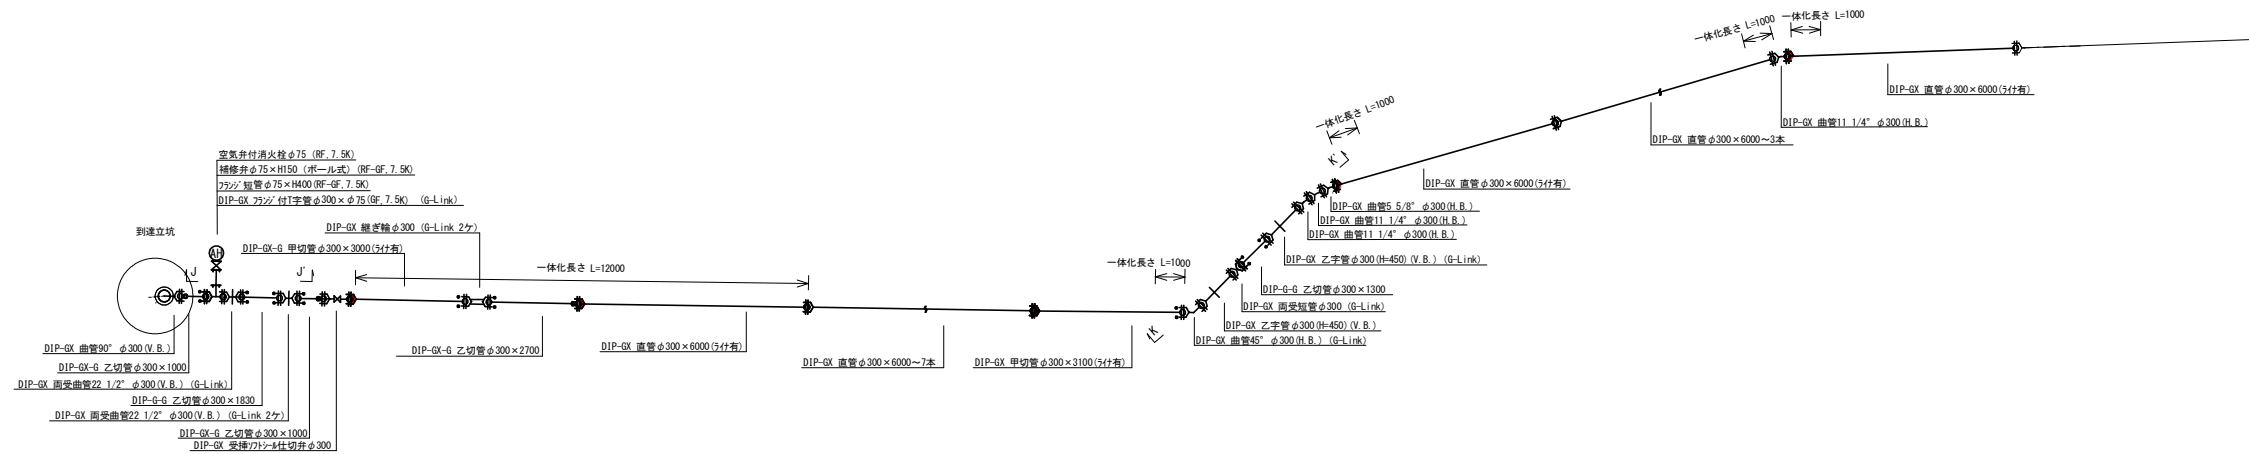 一体化長さ L=1000
一体化長さ L=1000
DIP-GX 直管φ300×6000(ﾗｲﾅ有)
DIP-GX 曲管11 1/4° φ300(H.B.)
DIP-GX 直管φ300×6000～3本
一体化長さ L=1000
K'
DIP-GX 直管φ300×6000(ﾗｲﾅ有)
DIP-GX 曲管5 5/8° φ300(H.B.)
DIP-GX 曲管11 1/4° φ300(H.B.)
DIP-GX 曲管11 1/4° φ300(H.B.)
DIP-GX 乙字管φ300(H=450)(V.B.) (G-Link)
DIP-G-G 乙切管φ300×1300
DIP-GX 両受短管φ300 (G-Link)
DIP-GX 乙字管φ300(H=450)(V.B.)
DIP-GX 曲管45° φ300(H.B.) (G-Link)
空気弁付消火栓φ75 (RF,7.5K)
補修弁φ75×H150 (ボール式) (RF-GF,7.5K)
ﾌﾗﾝｼﾞ短管φ75×H400(RF-GF,7.5K)
DIP-GX ﾌﾗﾝｼﾞ付T字管φ300×φ75(GF,7.5K) (G-Link)
到達立坑
DIP-GX 継ぎ輪φ300 (G-Link 2ケ)
DIP-GX-G 甲切管φ300×3000(ﾗｲﾅ有)
AH
J
J'
一体化長さ L=12000
一体化長さ L=1000
K
DIP-GX 曲管90° φ300(V.B.)
DIP-GX-G 乙切管φ300×1000
DIP-GX 両受曲管22 1/2° φ300(V.B.) (G-Link)
DIP-G-G 乙切管φ300×1830
DIP-GX 両受曲管22 1/2° φ300(V.B.) (G-Link 2ケ)
DIP-GX-G 乙切管φ300×1000
DIP-GX 受挿ｿﾌﾄｼｰﾙ仕切弁φ300
DIP-GX-G 乙切管φ300×2700
DIP-GX 直管φ300×6000(ﾗｲﾅ有)
DIP-GX 直管φ300×6000～7本
DIP-GX 甲切管φ300×3100(ﾗｲﾅ有)